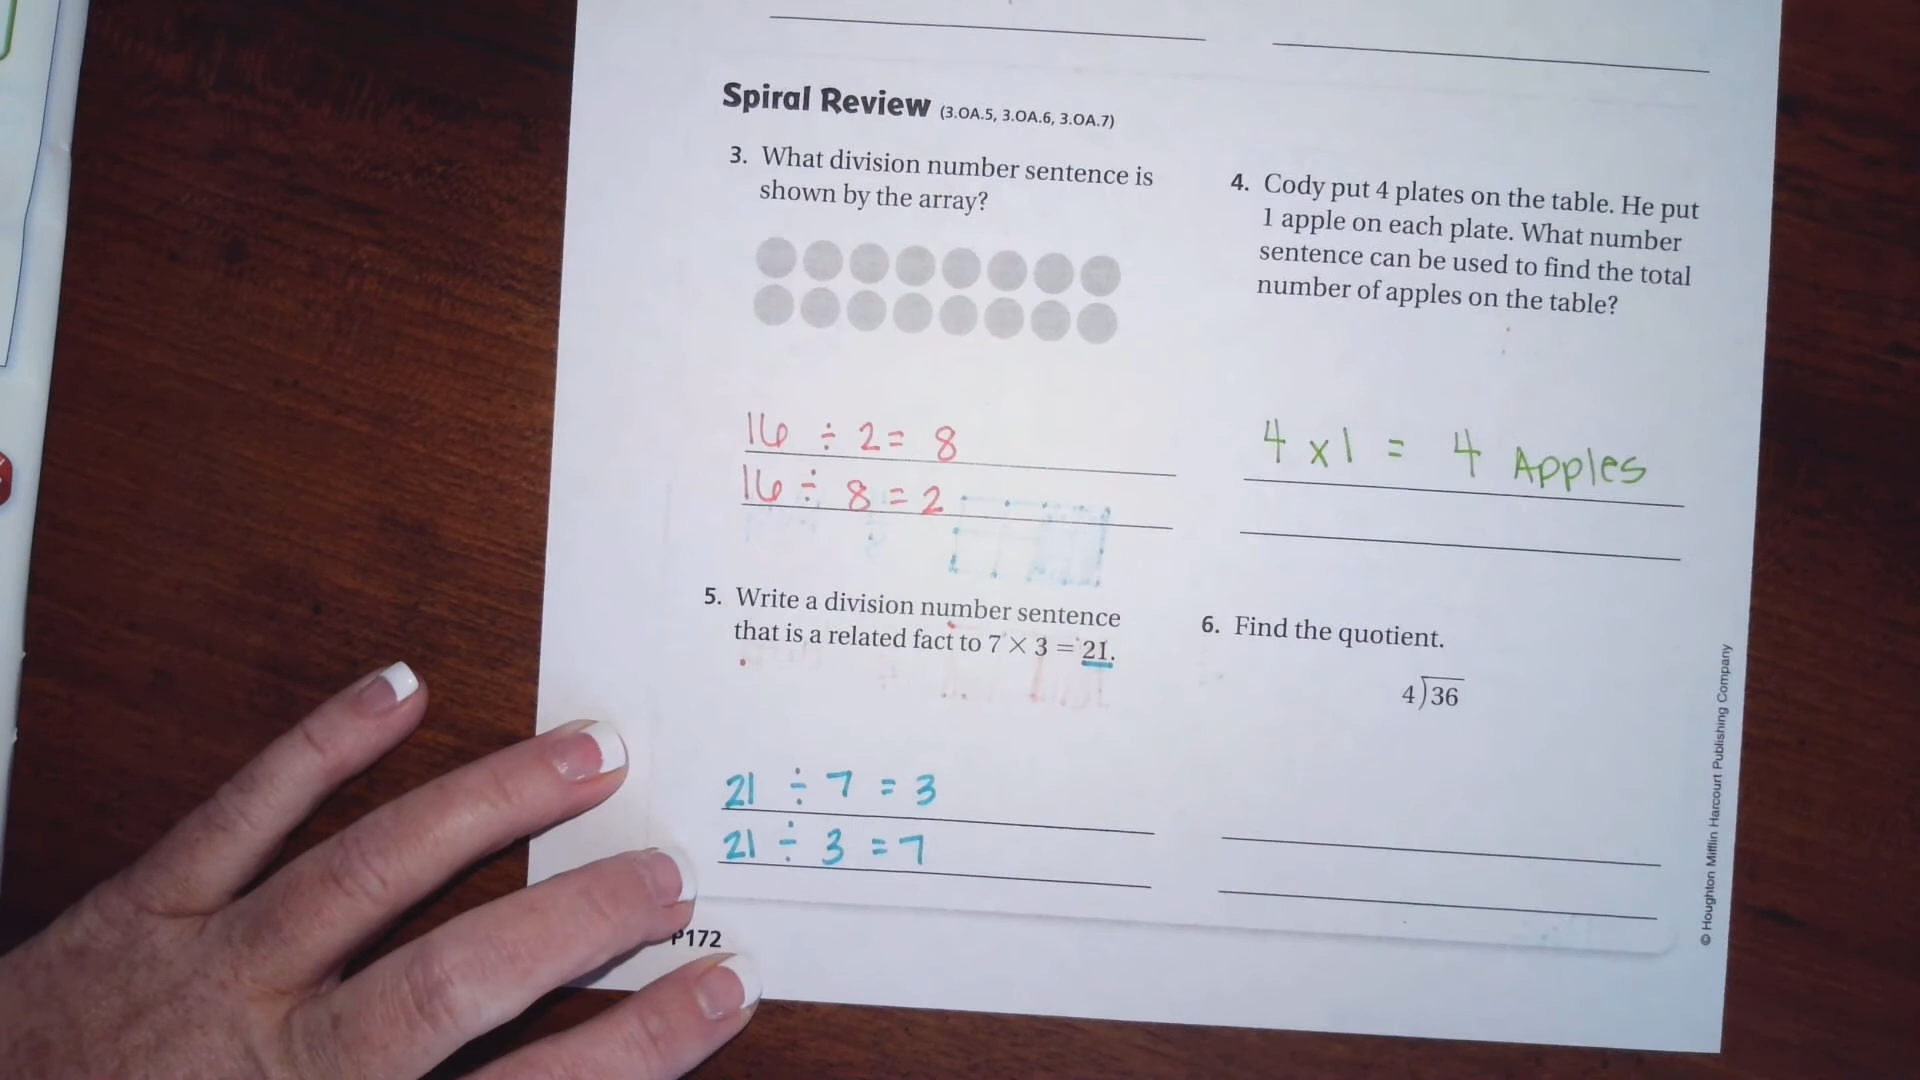 Spiral Review (3.OA.5, 3.OA.6, 3.OA.7)
3. What division number sentence is
shown by the array?
16 ÷ 2 = 8
16 ÷ 8 = 2
4. Cody put 4 plates on the table. He put
1 apple on each plate. What number
sentence can be used to find the total
number of apples on the table?
4 x 1 = 4 Apples
5. Write a division number sentence
that is a related fact to 7 × 3 = 21.
21 ÷ 7 = 3
21 ÷ 3 = 7
6. Find the quotient.
4)36
P172
© Houghton Mifflin Harcourt Publishing Company